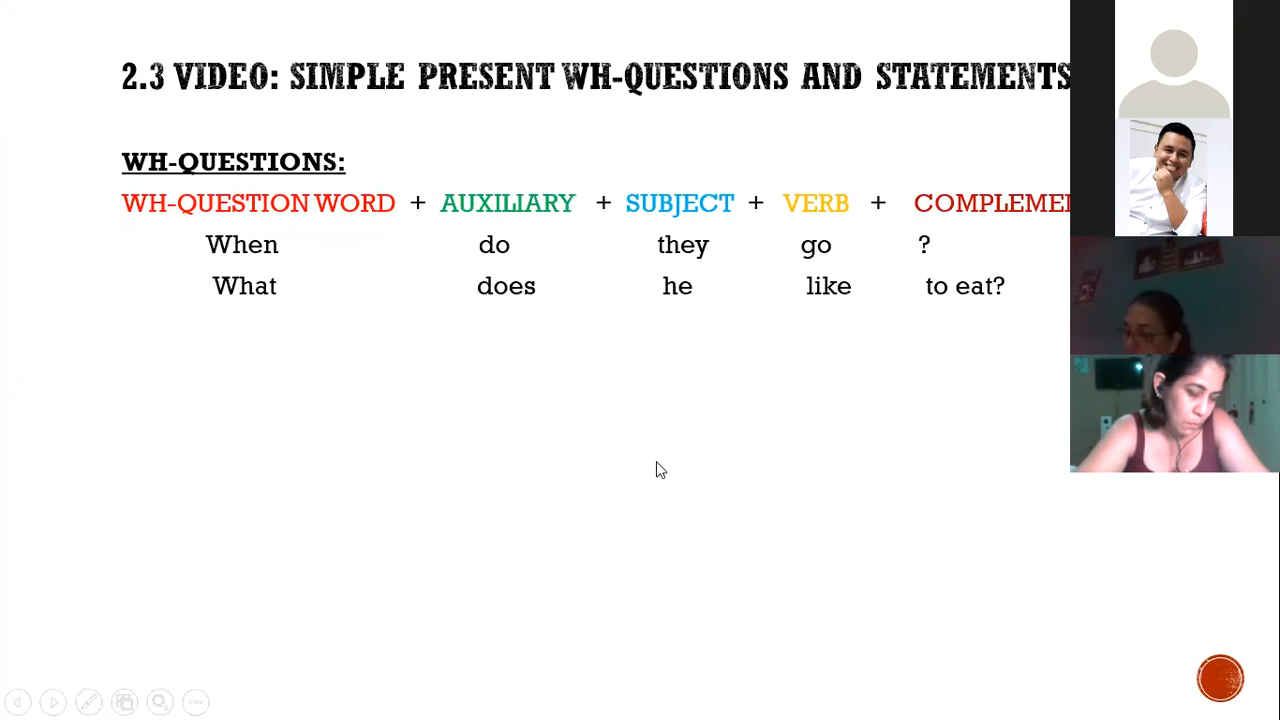 2.3 VIDEO: SIMPLE PRESENT WH-QUESTIONS AND STATEMENTS
WH-QUESTIONS:
WH-QUESTION WORD + AUXILIARY + SUBJECT + VERB + COMPLEME
When do they go ?
What does he like to eat?